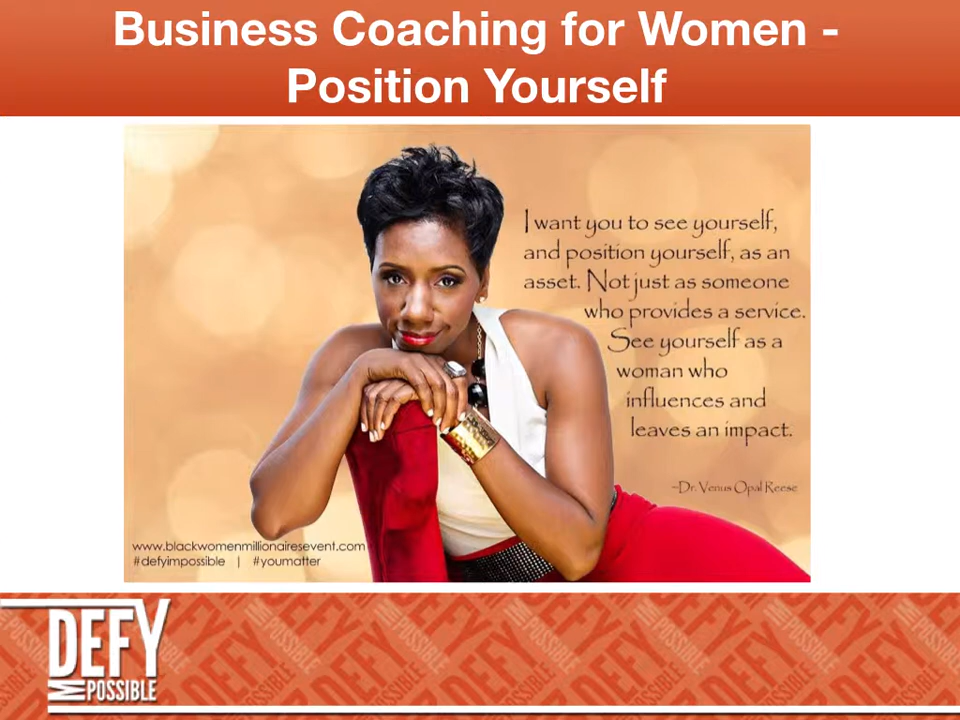 Business Coaching for Women -
Position Yourself
I want you to see yourself,
and position yourself, as an
asset. Not just as someone
who provides a service.
See yourself as a
woman who
influences and
leaves an impact.
~Dr. Venus Opal Reese
www.blackwomenmillionairesevent.com
#defyimpossible | #youmatter
DEFY
IMPOSSIBLE